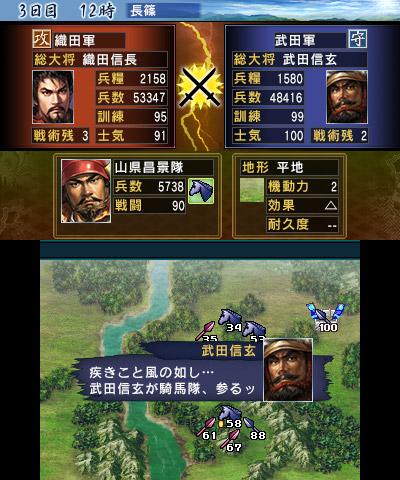 3日目 12時 長篠
攻 織田軍
総大将 織田信長
兵糧 2158
兵数 53347
訓練 95
戦術残 3 士気 91
武田軍 守
総大将 武田信玄
兵糧 1580
兵数 48416
訓練 99
士気 100 戦術残 2
山県昌景隊
兵数 5738
戦闘 90
地形 平地
機動力 2
効果 △
耐久度 --
34
35 53
100
武田信玄
疾きこと風の如し…
武田信玄が騎馬隊、参るッ
58
61 88
67